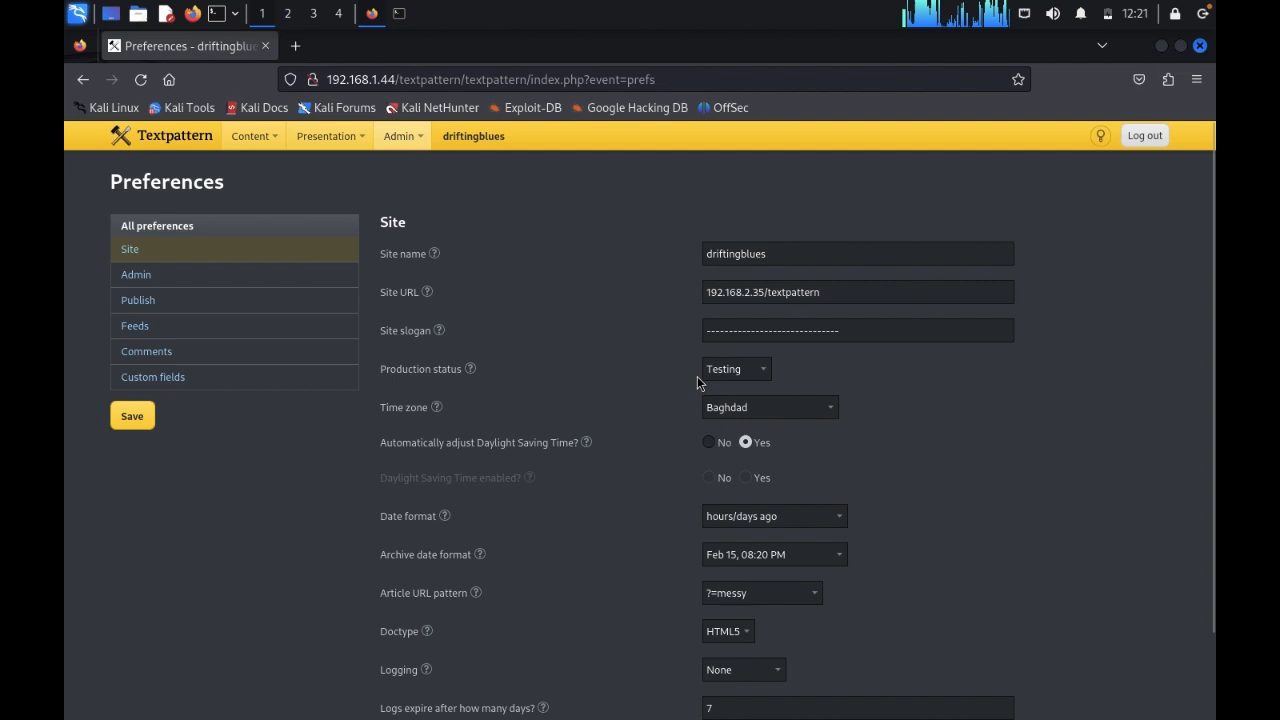 1 2 3 4 12:21
Preferences - driftingblue
192.168.1.44/textpattern/textpattern/index.php?event=prefs
Kali Linux Kali Tools Kali Docs Kali Forums Kali NetHunter Exploit-DB Google Hacking DB OffSec
Textpattern Content Presentation Admin driftingblues Log out
Preferences
All preferences
Site
Admin
Publish
Feeds
Comments
Custom fields
Save
Site
Site name ? driftingblues
Site URL ? 192.168.2.35/textpattern
Site slogan ? ------------------------------
Production status ? Testing
Time zone ? Baghdad
Automatically adjust Daylight Saving Time? ? No Yes
Daylight Saving Time enabled? ? No Yes
Date format ? hours/days ago
Archive date format ? Feb 15, 08:20 PM
Article URL pattern ? ?=messy
Doctype ? HTML5
Logging ? None
Logs expire after how many days? ? 7